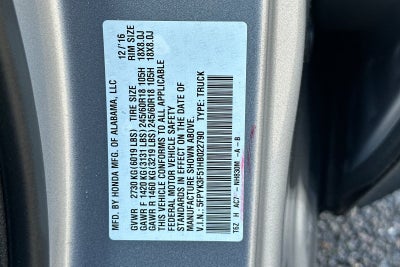 MFD. BY HONDA MFG. OF ALABAMA, LLC 12/16
GVWR 2730 KG (6019 LBS) TIRE SIZE RIM SIZE
GAWR F 1420 KG (3131 LBS) 245/60R18 105H 18X8.0J
GAWR R 1460 KG (3219 LBS) 245/60R18 105H 18X8.0J
THIS VEHICLE CONFORMS TO ALL APPLICABLE
FEDERAL MOTOR VEHICLE SAFETY
STANDARDS IN EFFECT ON THE DATE OF
MANUFACTURE SHOWN ABOVE.
V.I.N.: 5FPYK3F51HB022790 TYPE: TRUCK
T6Z H AC7 - NH830M - A - B